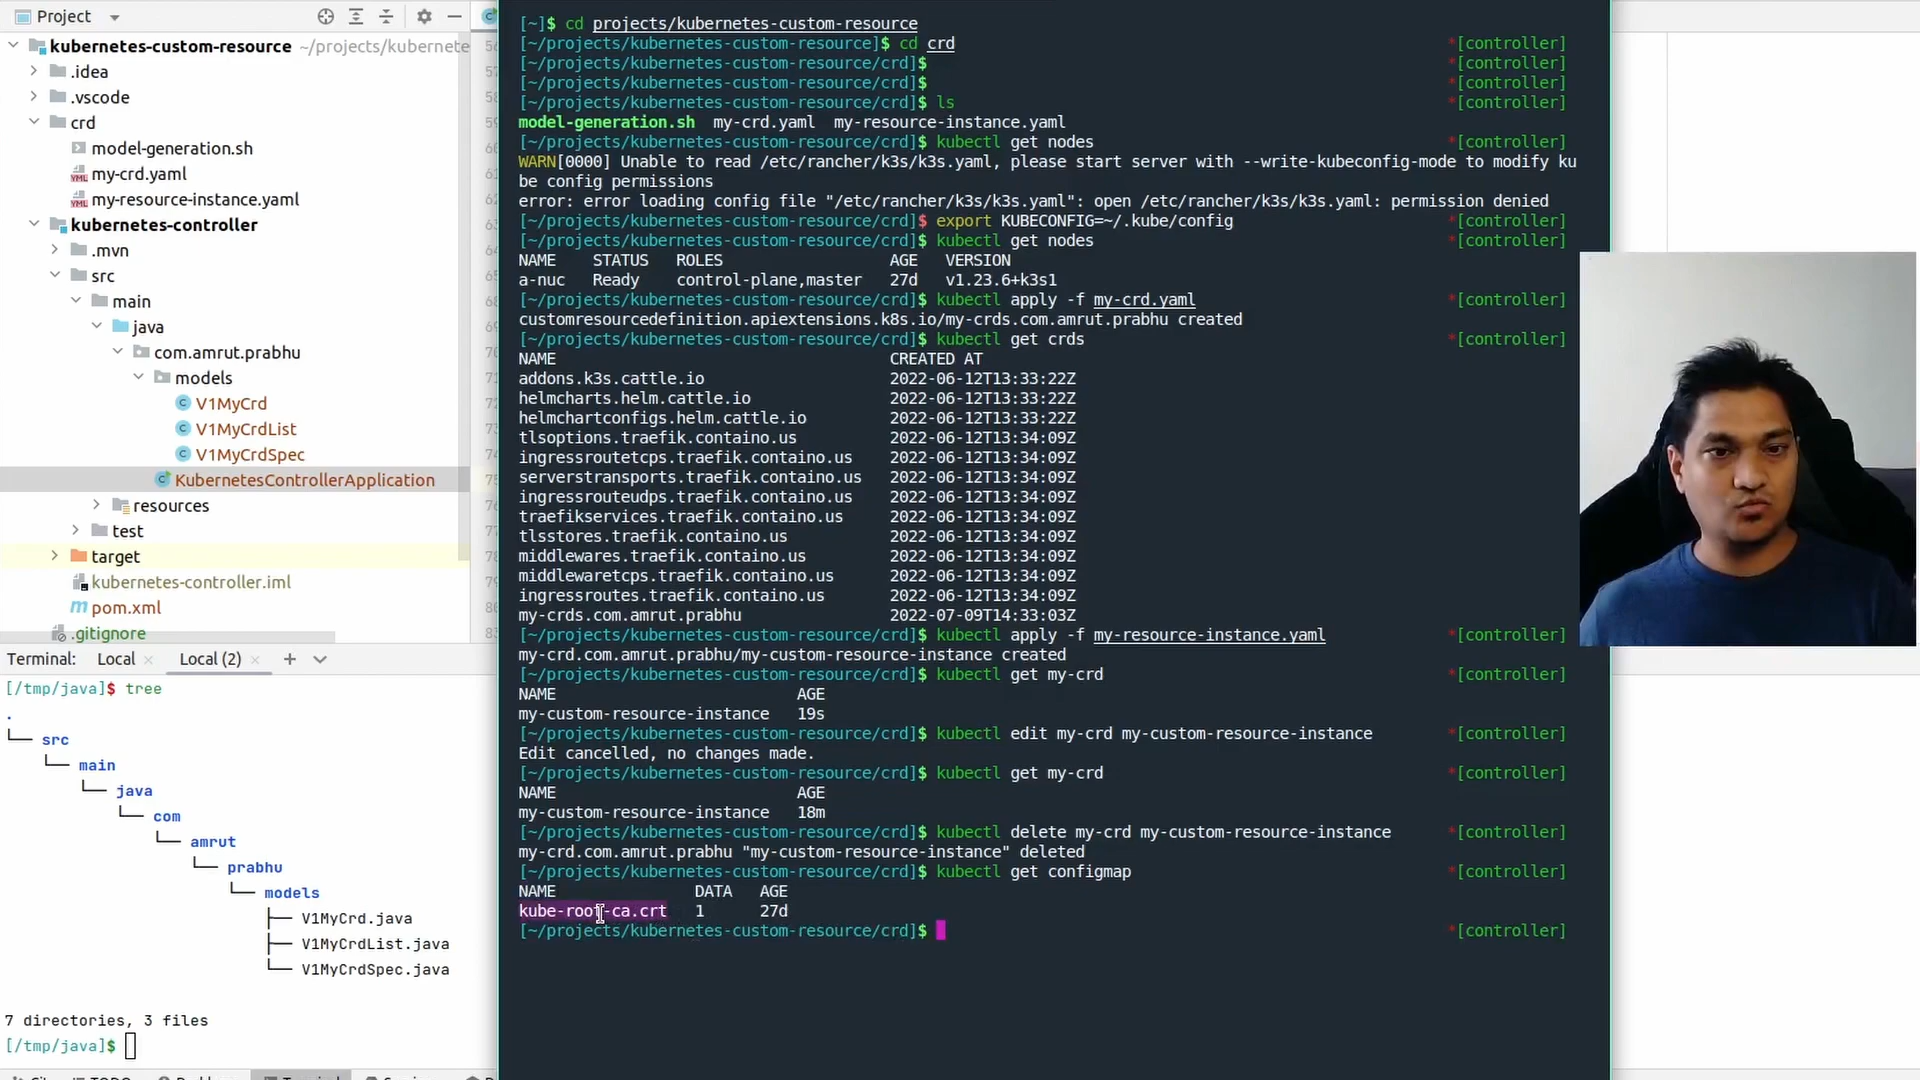 Project
kubernetes-custom-resource ~/projects/kubernete
.idea
.vscode
crd
model-generation.sh
my-crd.yaml
my-resource-instance.yaml
kubernetes-controller
.mvn
src
main
java
com.amrut.prabhu
models
V1MyCrd
V1MyCrdList
V1MyCrdSpec
KubernetesControllerApplication
resources
test
target
kubernetes-controller.iml
pom.xml
.gitignore
Terminal: Local Local (2)
[/tmp/java]$ tree
.
└── src
└── main
└── java
└── com
└── amrut
└── prabhu
└── models
├── V1MyCrd.java
├── V1MyCrdList.java
└── V1MyCrdSpec.java
7 directories, 3 files
[/tmp/java]$
[~]$ cd projects/kubernetes-custom-resource
[~/projects/kubernetes-custom-resource]$ cd crd *[controller]
[~/projects/kubernetes-custom-resource/crd]$ *[controller]
[~/projects/kubernetes-custom-resource/crd]$ *[controller]
[~/projects/kubernetes-custom-resource/crd]$ ls *[controller]
model-generation.sh my-crd.yaml my-resource-instance.yaml
[~/projects/kubernetes-custom-resource/crd]$ kubectl get nodes *[controller]
WARN[0000] Unable to read /etc/rancher/k3s/k3s.yaml, please start server with --write-kubeconfig-mode to modify ku
be config permissions
error: error loading config file "/etc/rancher/k3s/k3s.yaml": open /etc/rancher/k3s/k3s.yaml: permission denied
[~/projects/kubernetes-custom-resource/crd]$ export KUBECONFIG=~/.kube/config *[controller]
[~/projects/kubernetes-custom-resource/crd]$ kubectl get nodes *[controller]
NAME STATUS ROLES AGE VERSION
a-nuc Ready control-plane,master 27d v1.23.6+k3s1
[~/projects/kubernetes-custom-resource/crd]$ kubectl apply -f my-crd.yaml *[controller]
customresourcedefinition.apiextensions.k8s.io/my-crds.com.amrut.prabhu created
[~/projects/kubernetes-custom-resource/crd]$ kubectl get crds *[controller]
NAME CREATED AT
addons.k3s.cattle.io 2022-06-12T13:33:22Z
helmcharts.helm.cattle.io 2022-06-12T13:33:22Z
helmchartconfigs.helm.cattle.io 2022-06-12T13:33:22Z
tlsoptions.traefik.containo.us 2022-06-12T13:34:09Z
ingressroutetcps.traefik.containo.us 2022-06-12T13:34:09Z
serverstransports.traefik.containo.us 2022-06-12T13:34:09Z
ingressrouteudps.traefik.containo.us 2022-06-12T13:34:09Z
traefikservices.traefik.containo.us 2022-06-12T13:34:09Z
tlsstores.traefik.containo.us 2022-06-12T13:34:09Z
middlewares.traefik.containo.us 2022-06-12T13:34:09Z
middlewaretcps.traefik.containo.us 2022-06-12T13:34:09Z
ingressroutes.traefik.containo.us 2022-06-12T13:34:09Z
my-crds.com.amrut.prabhu 2022-07-09T14:33:03Z
[~/projects/kubernetes-custom-resource/crd]$ kubectl apply -f my-resource-instance.yaml *[controller]
my-crd.com.amrut.prabhu/my-custom-resource-instance created
[~/projects/kubernetes-custom-resource/crd]$ kubectl get my-crd *[controller]
NAME AGE
my-custom-resource-instance 19s
[~/projects/kubernetes-custom-resource/crd]$ kubectl edit my-crd my-custom-resource-instance *[controller]
Edit cancelled, no changes made.
[~/projects/kubernetes-custom-resource/crd]$ kubectl get my-crd *[controller]
NAME AGE
my-custom-resource-instance 18m
[~/projects/kubernetes-custom-resource/crd]$ kubectl delete my-crd my-custom-resource-instance *[controller]
my-crd.com.amrut.prabhu "my-custom-resource-instance" deleted
[~/projects/kubernetes-custom-resource/crd]$ kubectl get configmap *[controller]
NAME DATA AGE
kube-root-ca.crt 1 27d
[~/projects/kubernetes-custom-resource/crd]$ *[controller]